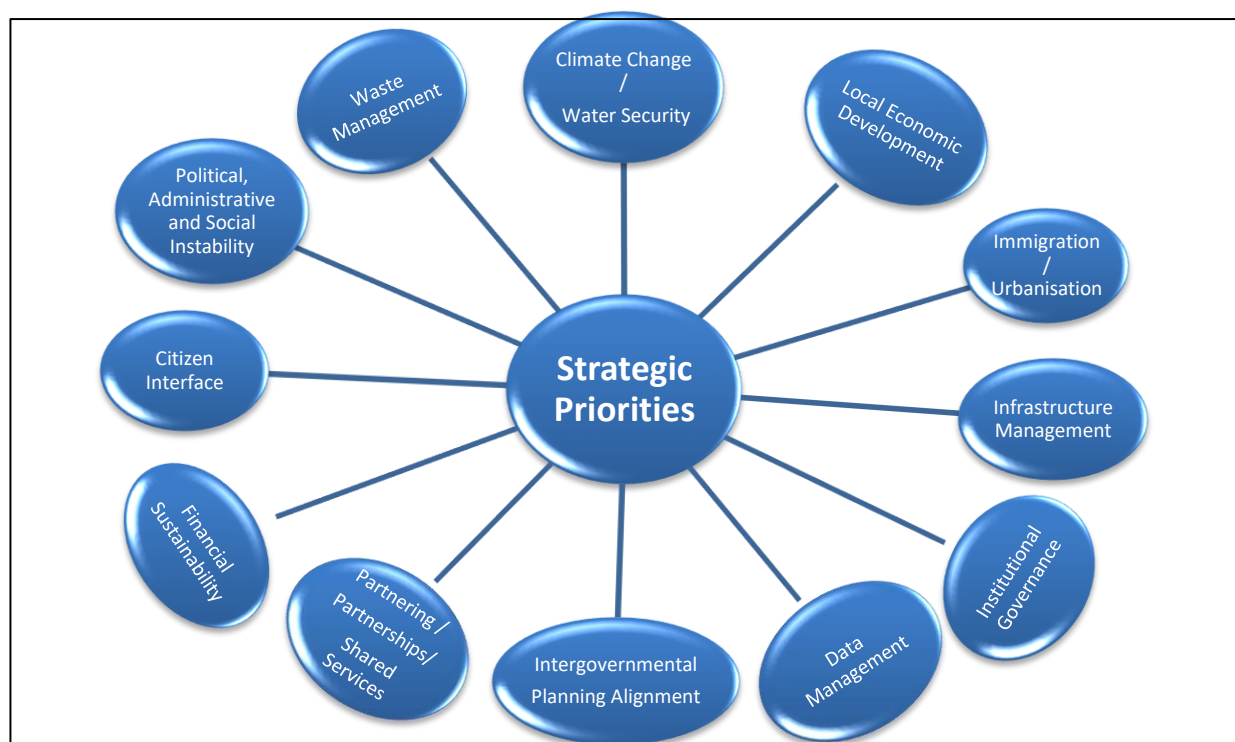 Climate Change
/
Water Security
Local Economic
Development
Immigration
/
Urbanisation
Infrastructure
Management
Institutional
Governance
Data
Management
Intergovernmental
Planning Alignment
Partnering /
Partnerships/
Shared
Services
Financial
Sustainability
Citizen
Interface
Political,
Administrative
and Social
Instability
Waste
Management
Strategic
Priorities